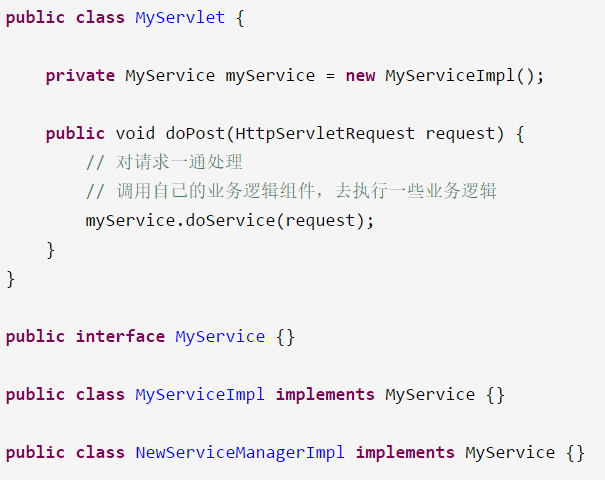 public class MyServlet {
private MyService myService = new MyServiceImpl();
public void doPost(HttpServletRequest request) {
// 对请求一通处理
// 调用自己的业务逻辑组件，去执行一些业务逻辑
myService.doService(request);
}
}
public interface MyService {}
public class MyServiceImpl implements MyService {}
public class NewServiceManagerImpl implements MyService {}